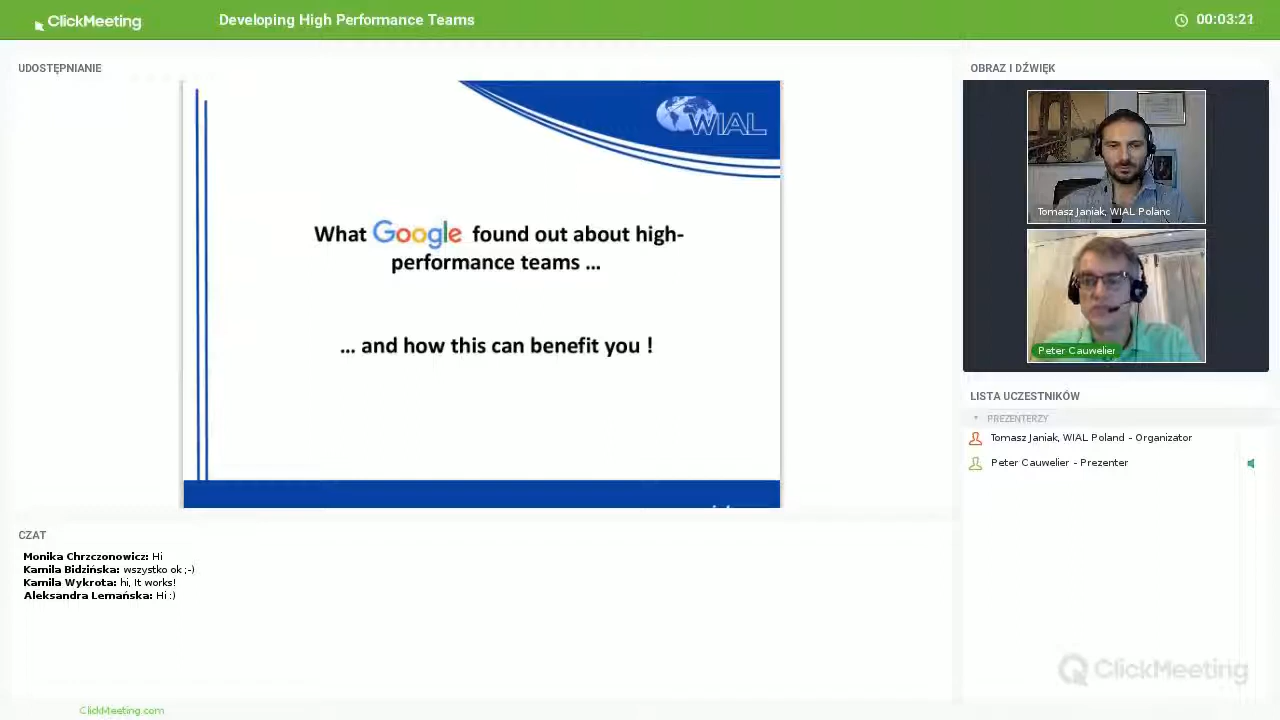 ClickMeeting
Developing High Performance Teams
00:03:21
UDOSTĘPNIANIE
WIAL
What Google found out about high-
performance teams ...
... and how this can benefit you !
OBRAZ I DŹWIĘK
Tomasz Janiak, WIAL Poland
Peter Cauwelier
LISTA UCZESTNIKÓW
PREZENTERZY
Tomasz Janiak, WIAL Poland - Organizator
Peter Cauwelier - Prezenter
CZAT
Monika Chrzczonowicz: Hi
Kamila Bidzińska: wszystko ok ;-)
Kamila Wykrota: hi, It works!
Aleksandra Lemańska: Hi :)
ClickMeeting
ClickMeeting.com